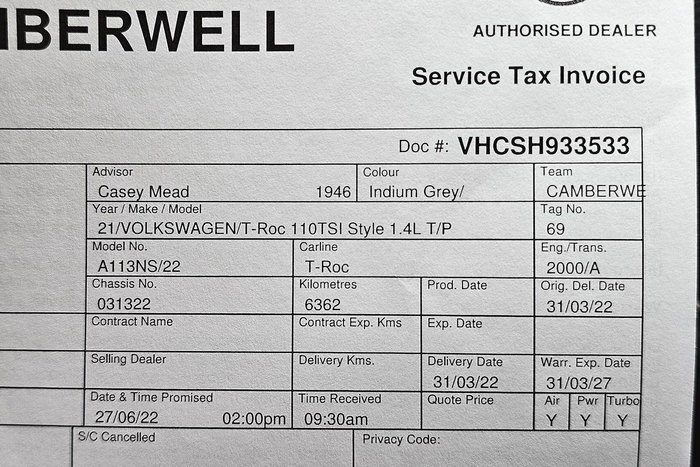 BERWELL
AUTHORISED DEALER
Service Tax Invoice
Doc #: VHCSH933533
Advisor Colour Team
Casey Mead 1946 Indium Grey/ CAMBERWE
Year / Make / Model Tag No.
21/VOLKSWAGEN/T-Roc 110TSI Style 1.4L T/P 69
Model No. Carline Eng./Trans.
A113NS/22 T-Roc 2000/A
Chassis No. Kilometres Prod. Date Orig. Del. Date
031322 6362 31/03/22
Contract Name Contract Exp. Kms Exp. Date
Selling Dealer Delivery Kms. Delivery Date Warr. Exp. Date
31/03/22 31/03/27
Date & Time Promised Time Received Quote Price Air Pwr Turbo
27/06/22 02:00pm 09:30am Y Y Y
S/C Cancelled Privacy Code: